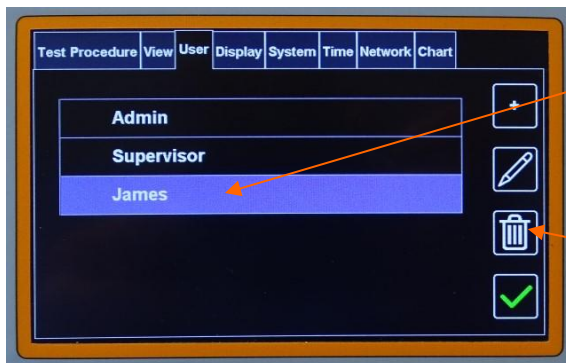 Test Procedure View User Display System Time Network Chart
Admin
+
Supervisor
James